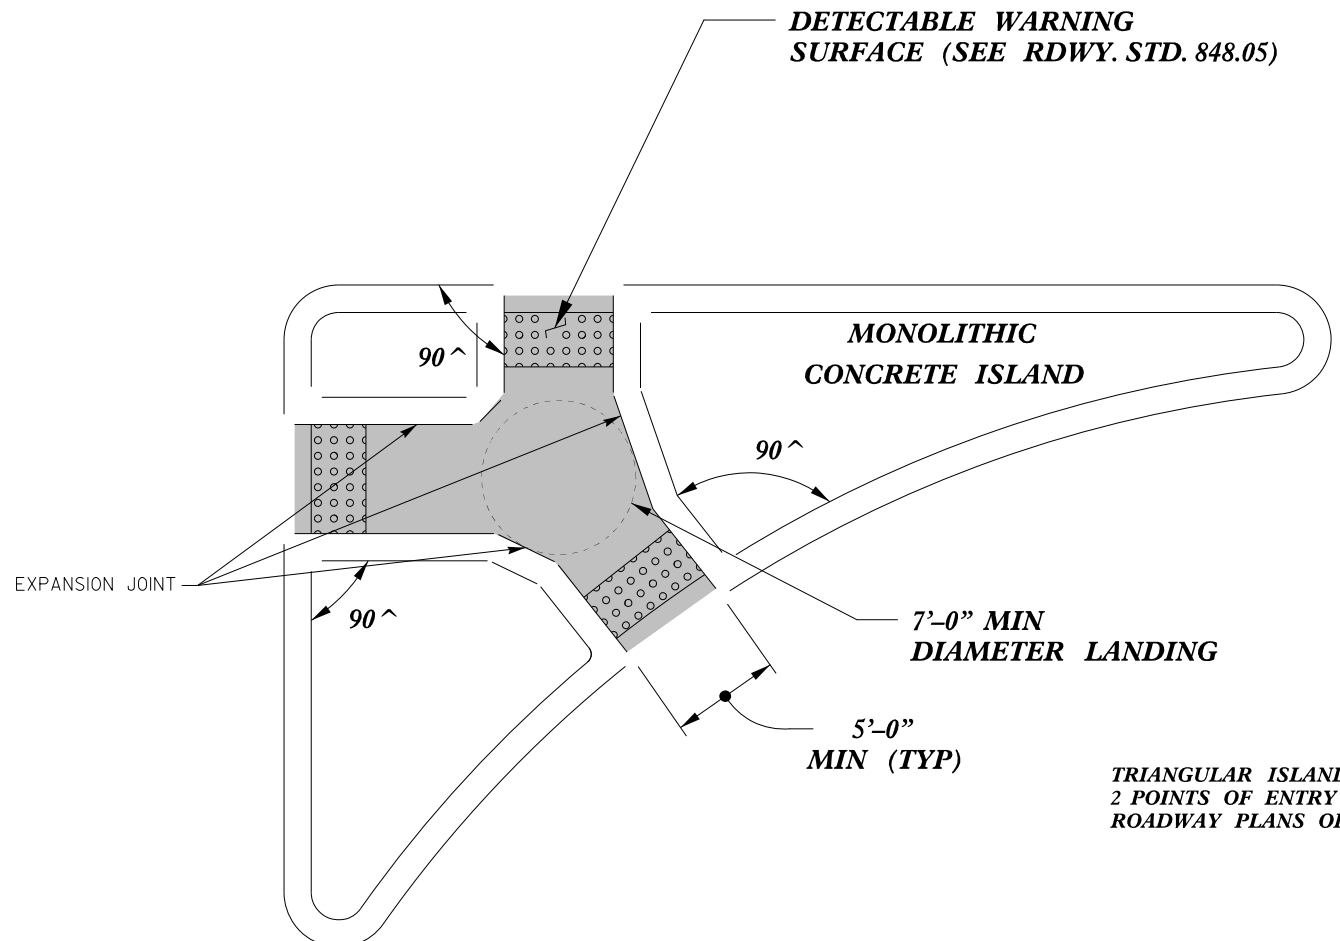 DETECTABLE WARNING
SURFACE (SEE RDWY. STD. 848.05)
90^
MONOLITHIC
CONCRETE ISLAND
90^
EXPANSION JOINT
90^
7'–0" MIN
DIAMETER LANDING
5'–0"
MIN (TYP)
TRIANGULAR ISLAND
2 POINTS OF ENTRY
ROADWAY PLANS